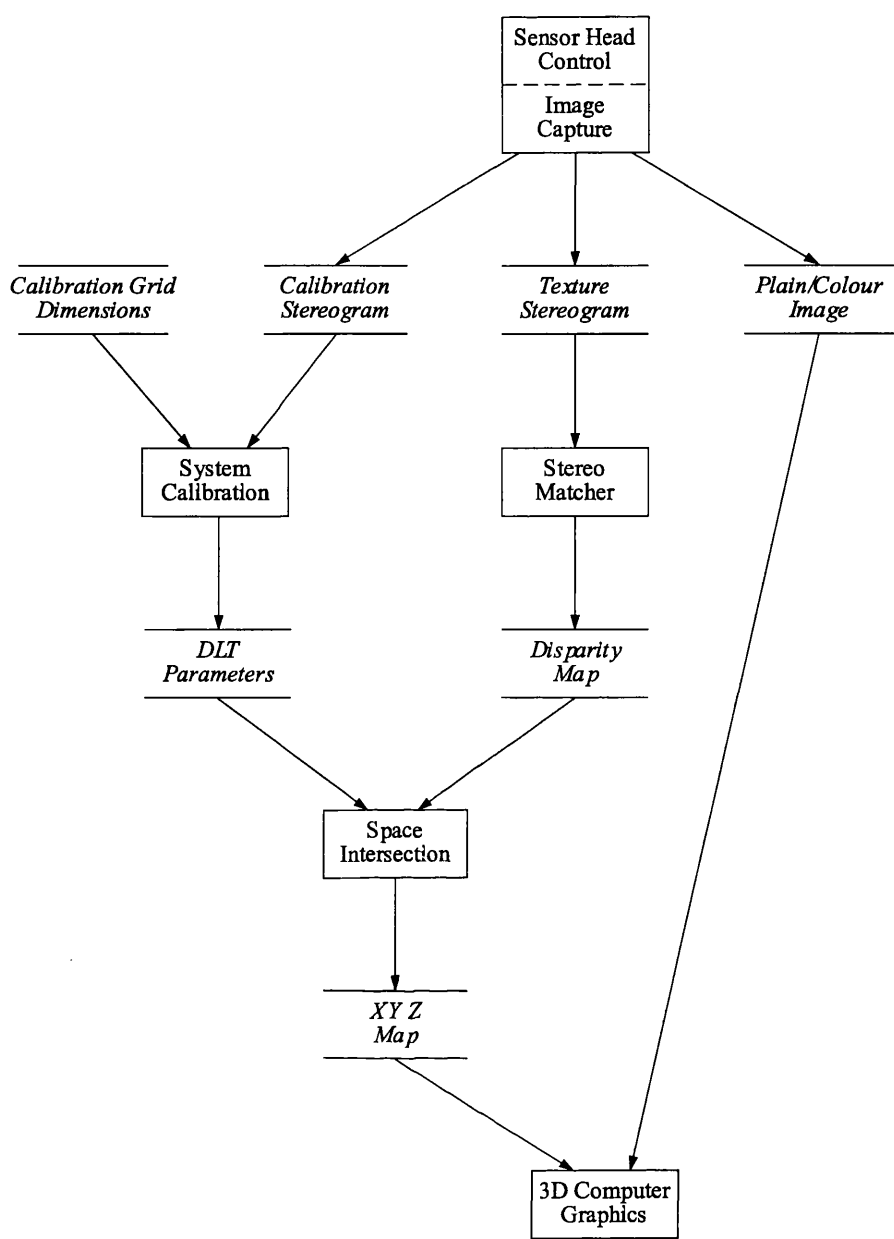 Sensor Head
Control
Image
Capture
Calibration Grid
Dimensions
Calibration
Stereogram
Texture
Stereogram
Plain/Colour
Image
System
Calibration
Stereo
Matcher
DLT
Parameters
Disparity
Map
Space
Intersection
XY Z
Map
3D Computer
Graphics